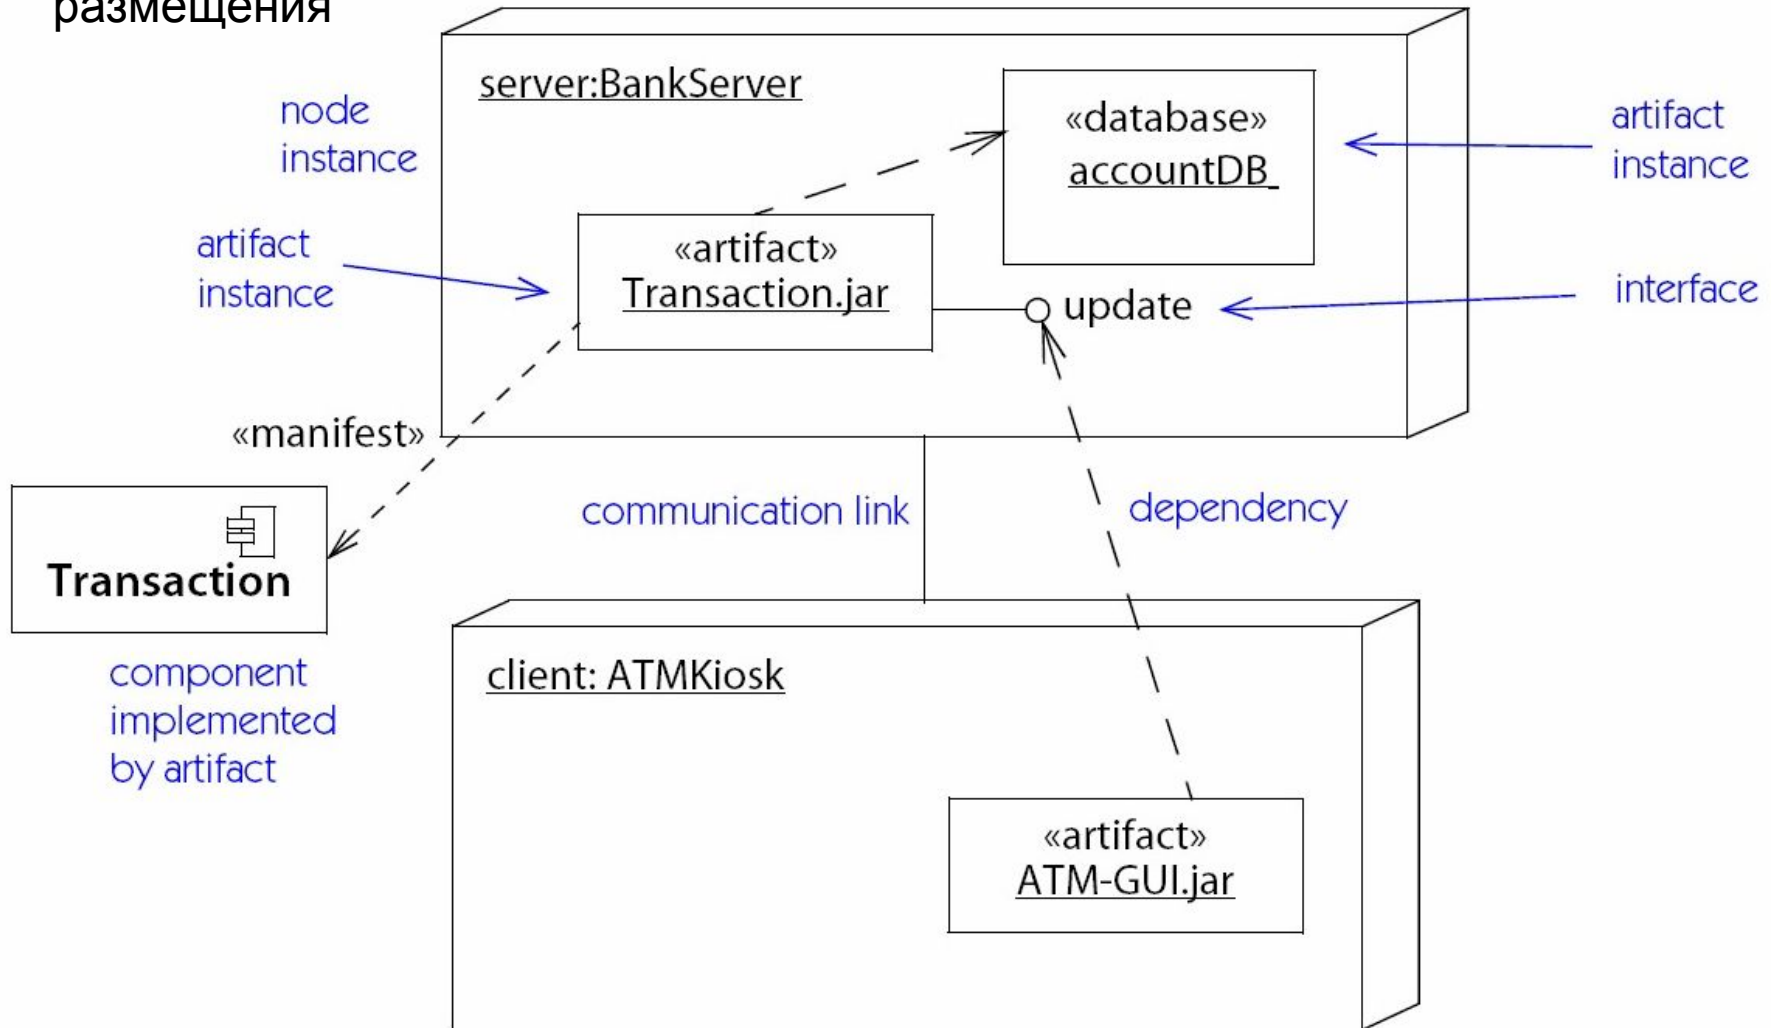 размещения
server:BankServer
node
instance
«database»
accountDB
artifact
instance
artifact
instance
«artifact»
Transaction.jar
update
interface
«manifest»
communication link
dependency
Transaction
component
implemented
by artifact
client: ATMKiosk
«artifact»
ATM-GUI.jar